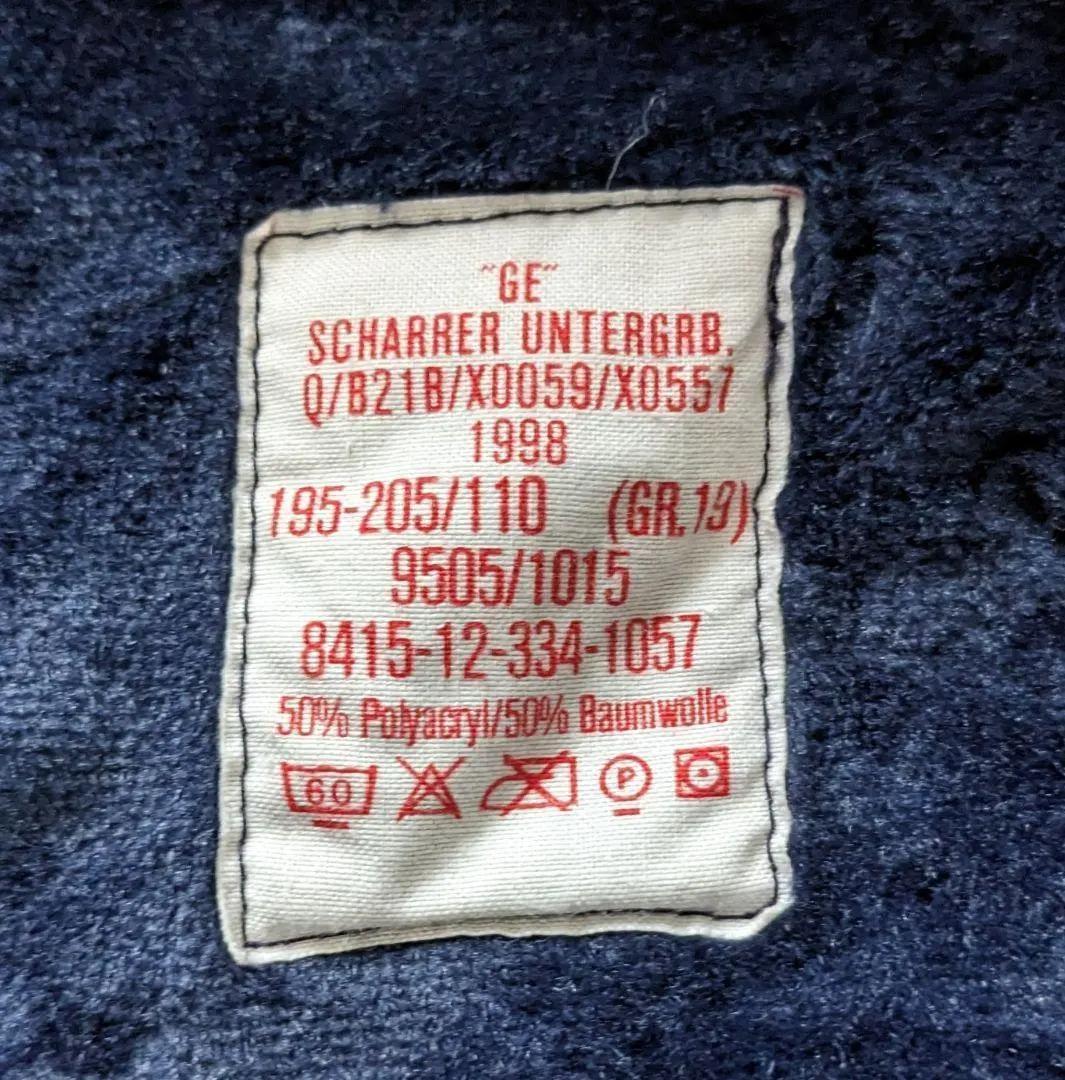 "GE"
SCHARRER UNTERGRB.
Q/B21B/X0059/X0557
1998
195-205/110 (GR.19)
9505/1015
8415-12-334-1057
50% Polyacryl/50% Baumwolle
60 P